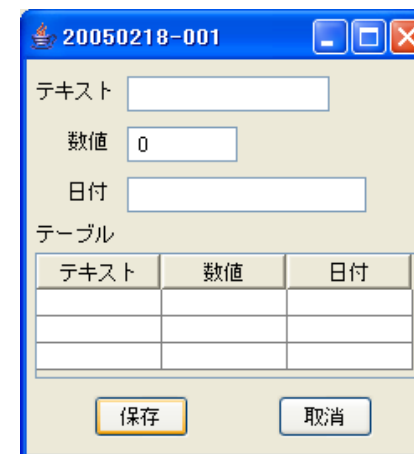 20050218-001
テキスト
数値 0
日付
テーブル
テキスト 数値 日付
保存 取消